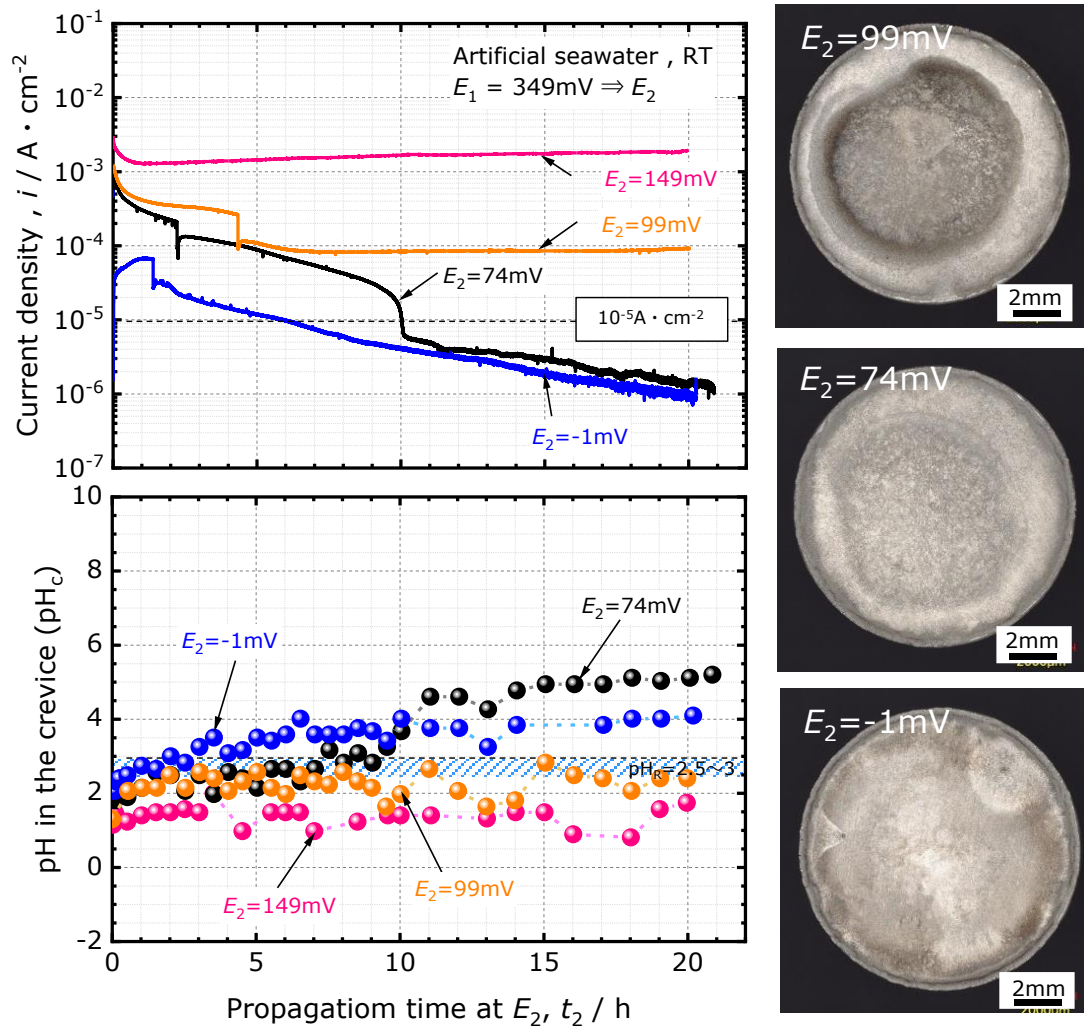 10⁻¹
10⁻²
10⁻³
10⁻⁴
10⁻⁵
10⁻⁶
10⁻⁷
Current density , i / A・cm⁻²
Artificial seawater , RT
E₁ = 349mV ⇒ E₂
E₂=149mV
E₂=99mV
E₂=74mV
10⁻⁵A・cm⁻²
E₂=-1mV
10
8
6
4
2
0
-2
pH in the crevice (pH_c)
E₂=74mV
E₂=-1mV
pH_R=2.5~3
E₂=99mV
E₂=149mV
0 5 10 15 20
Propagatiom time at E₂, t₂ / h
E₂=99mV
2mm
E₂=74mV
2mm
E₂=-1mV
2mm